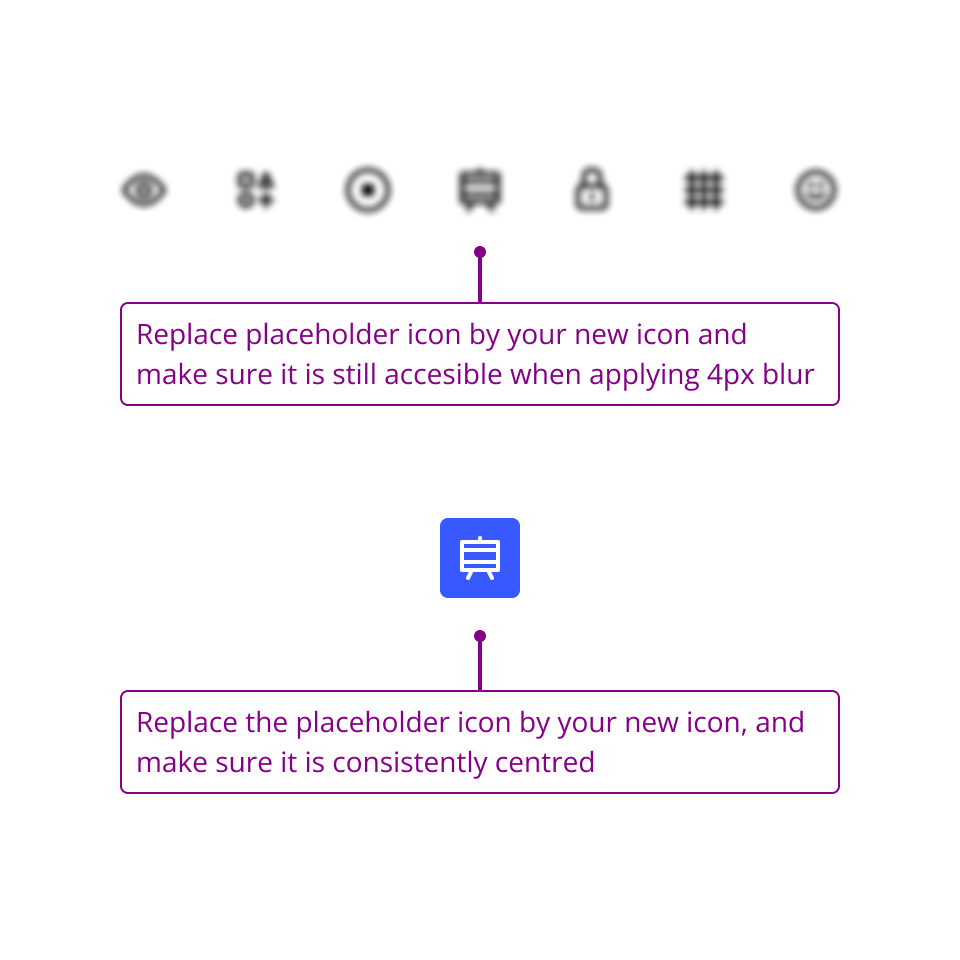 Replace placeholder icon by your new icon and
make sure it is still accesible when applying 4px blur
Replace the placeholder icon by your new icon, and
make sure it is consistently centred